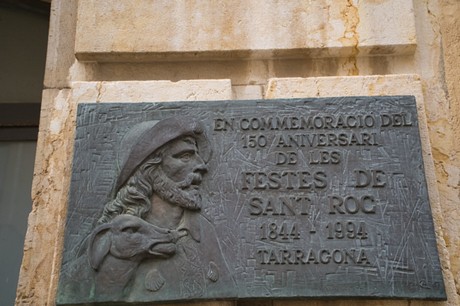 EN COMMEMORACIÓ DEL
150 ANIVERSARI
DE LES
FESTES DE
SANT ROC
1844 - 1994
TARRAGONA